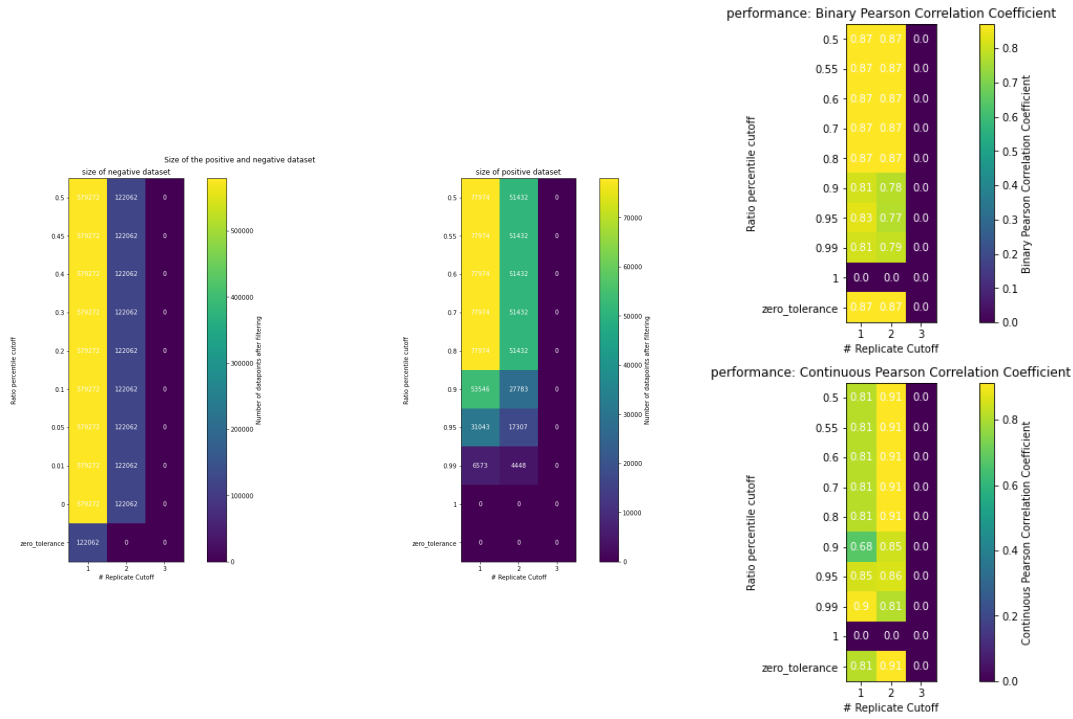 Size of the positive and negative dataset
size of negative dataset
0.5 579272 122062 0
0.45 579272 122062 0
0.4 579272 122062 0
0.3 579272 122062 0
0.2 579272 122062 0
0.1 579272 122062 0
0.05 579272 122062 0
0.01 579272 122062 0
0 579272 122062 0
zero_tolerance 122062 0 0
1 2 3
# Replicate Cutoff
Ratio percentile cutoff
500000
400000
300000
200000
100000
0
Number of datapoints after filtering
size of positive dataset
0.5 77974 51432 0
0.55 77974 51432 0
0.6 77974 51432 0
0.7 77974 51432 0
0.8 77974 51432 0
0.9 53546 27783 0
0.95 31043 17307 0
0.99 6573 4448 0
1 0 0 0
zero_tolerance 0 0 0
1 2 3
# Replicate Cutoff
Ratio percentile cutoff
70000
60000
50000
40000
30000
20000
10000
0
Number of datapoints after filtering
performance: Binary Pearson Correlation Coefficient
0.5 0.87 0.87 0.0
0.55 0.87 0.87 0.0
0.6 0.87 0.87 0.0
0.7 0.87 0.87 0.0
0.8 0.87 0.87 0.0
0.9 0.81 0.78 0.0
0.95 0.83 0.77 0.0
0.99 0.81 0.79 0.0
1 0.0 0.0 0.0
zero_tolerance 0.87 0.87 0.0
1 2 3
# Replicate Cutoff
Ratio percentile cutoff
0.8
0.7
0.6
0.5
0.4
0.3
0.2
0.1
0.0
Binary Pearson Correlation Coefficient
performance: Continuous Pearson Correlation Coefficient
0.5 0.81 0.91 0.0
0.55 0.81 0.91 0.0
0.6 0.81 0.91 0.0
0.7 0.81 0.91 0.0
0.8 0.81 0.91 0.0
0.9 0.68 0.85 0.0
0.95 0.85 0.86 0.0
0.99 0.9 0.81 0.0
1 0.0 0.0 0.0
zero_tolerance 0.81 0.91 0.0
1 2 3
# Replicate Cutoff
Ratio percentile cutoff
0.8
0.6
0.4
0.2
0.0
Continuous Pearson Correlation Coefficient